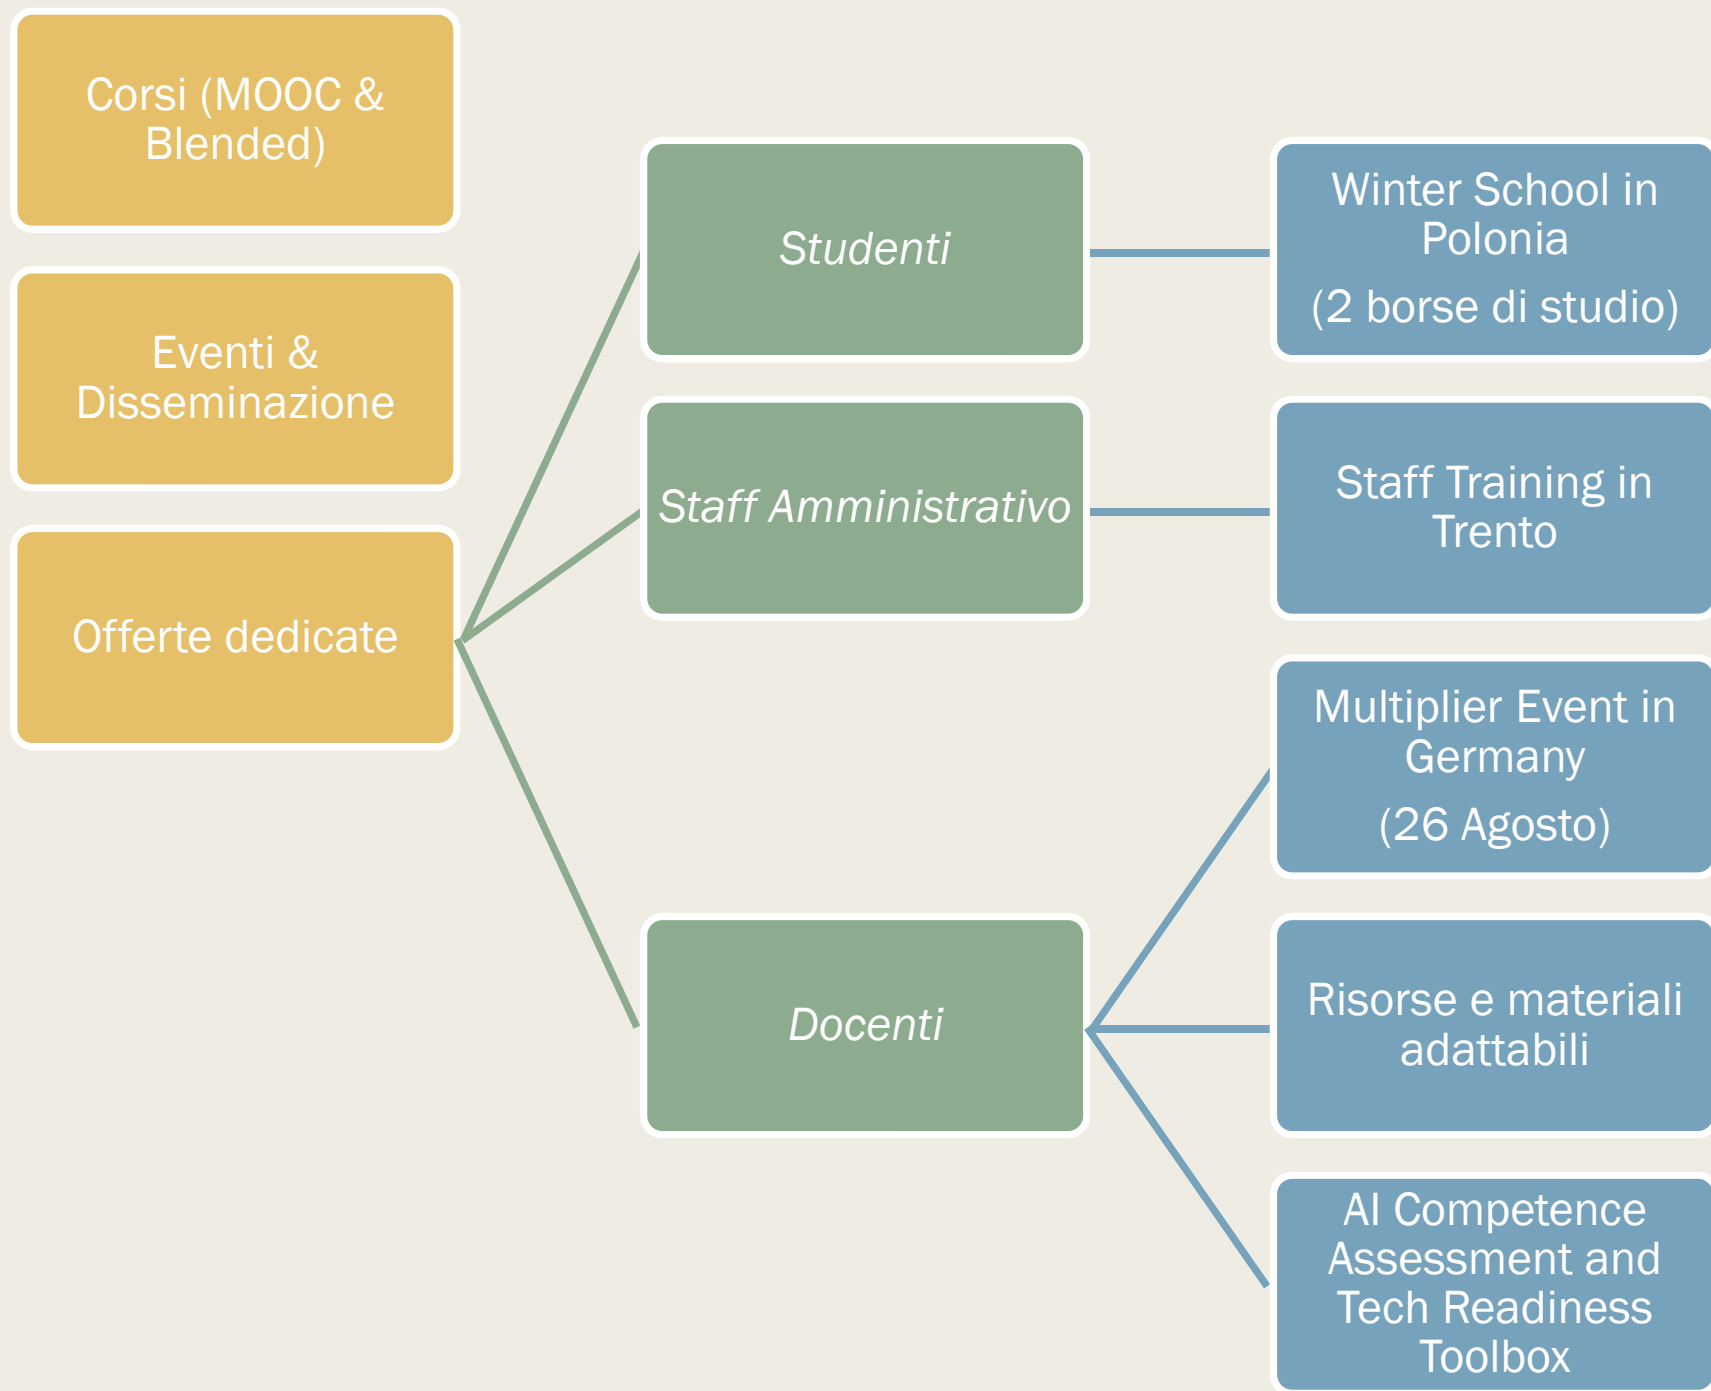 Corsi (MOOC &
Blended)
Eventi &
Disseminazione
Offerte dedicate
Studenti
Staff Amministrativo
Docenti
Winter School in
Polonia
(2 borse di studio)
Staff Training in
Trento
Multiplier Event in
Germany
(26 Agosto)
Risorse e materiali
adattabili
AI Competence
Assessment and
Tech Readiness
Toolbox